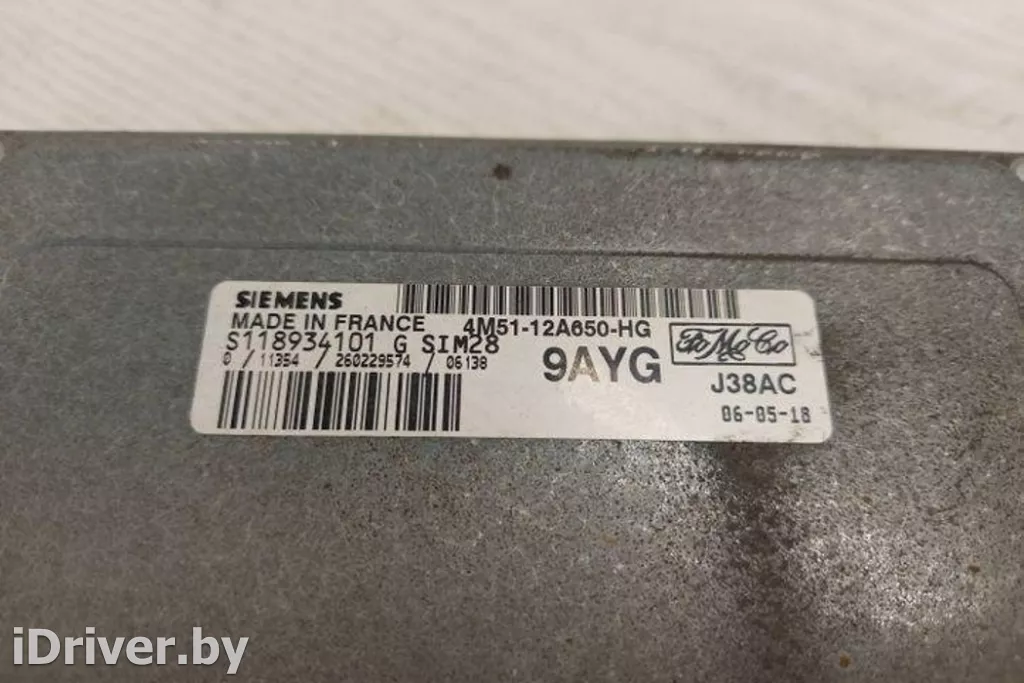 SIEMENS
MADE IN FRANCE 4M51-12A650-HG
S118934101 G SIM28
0 / 11354 / 260229574 / 06138
9AYG
FoMoCo
J38AC
06-05-18
iDriver.by